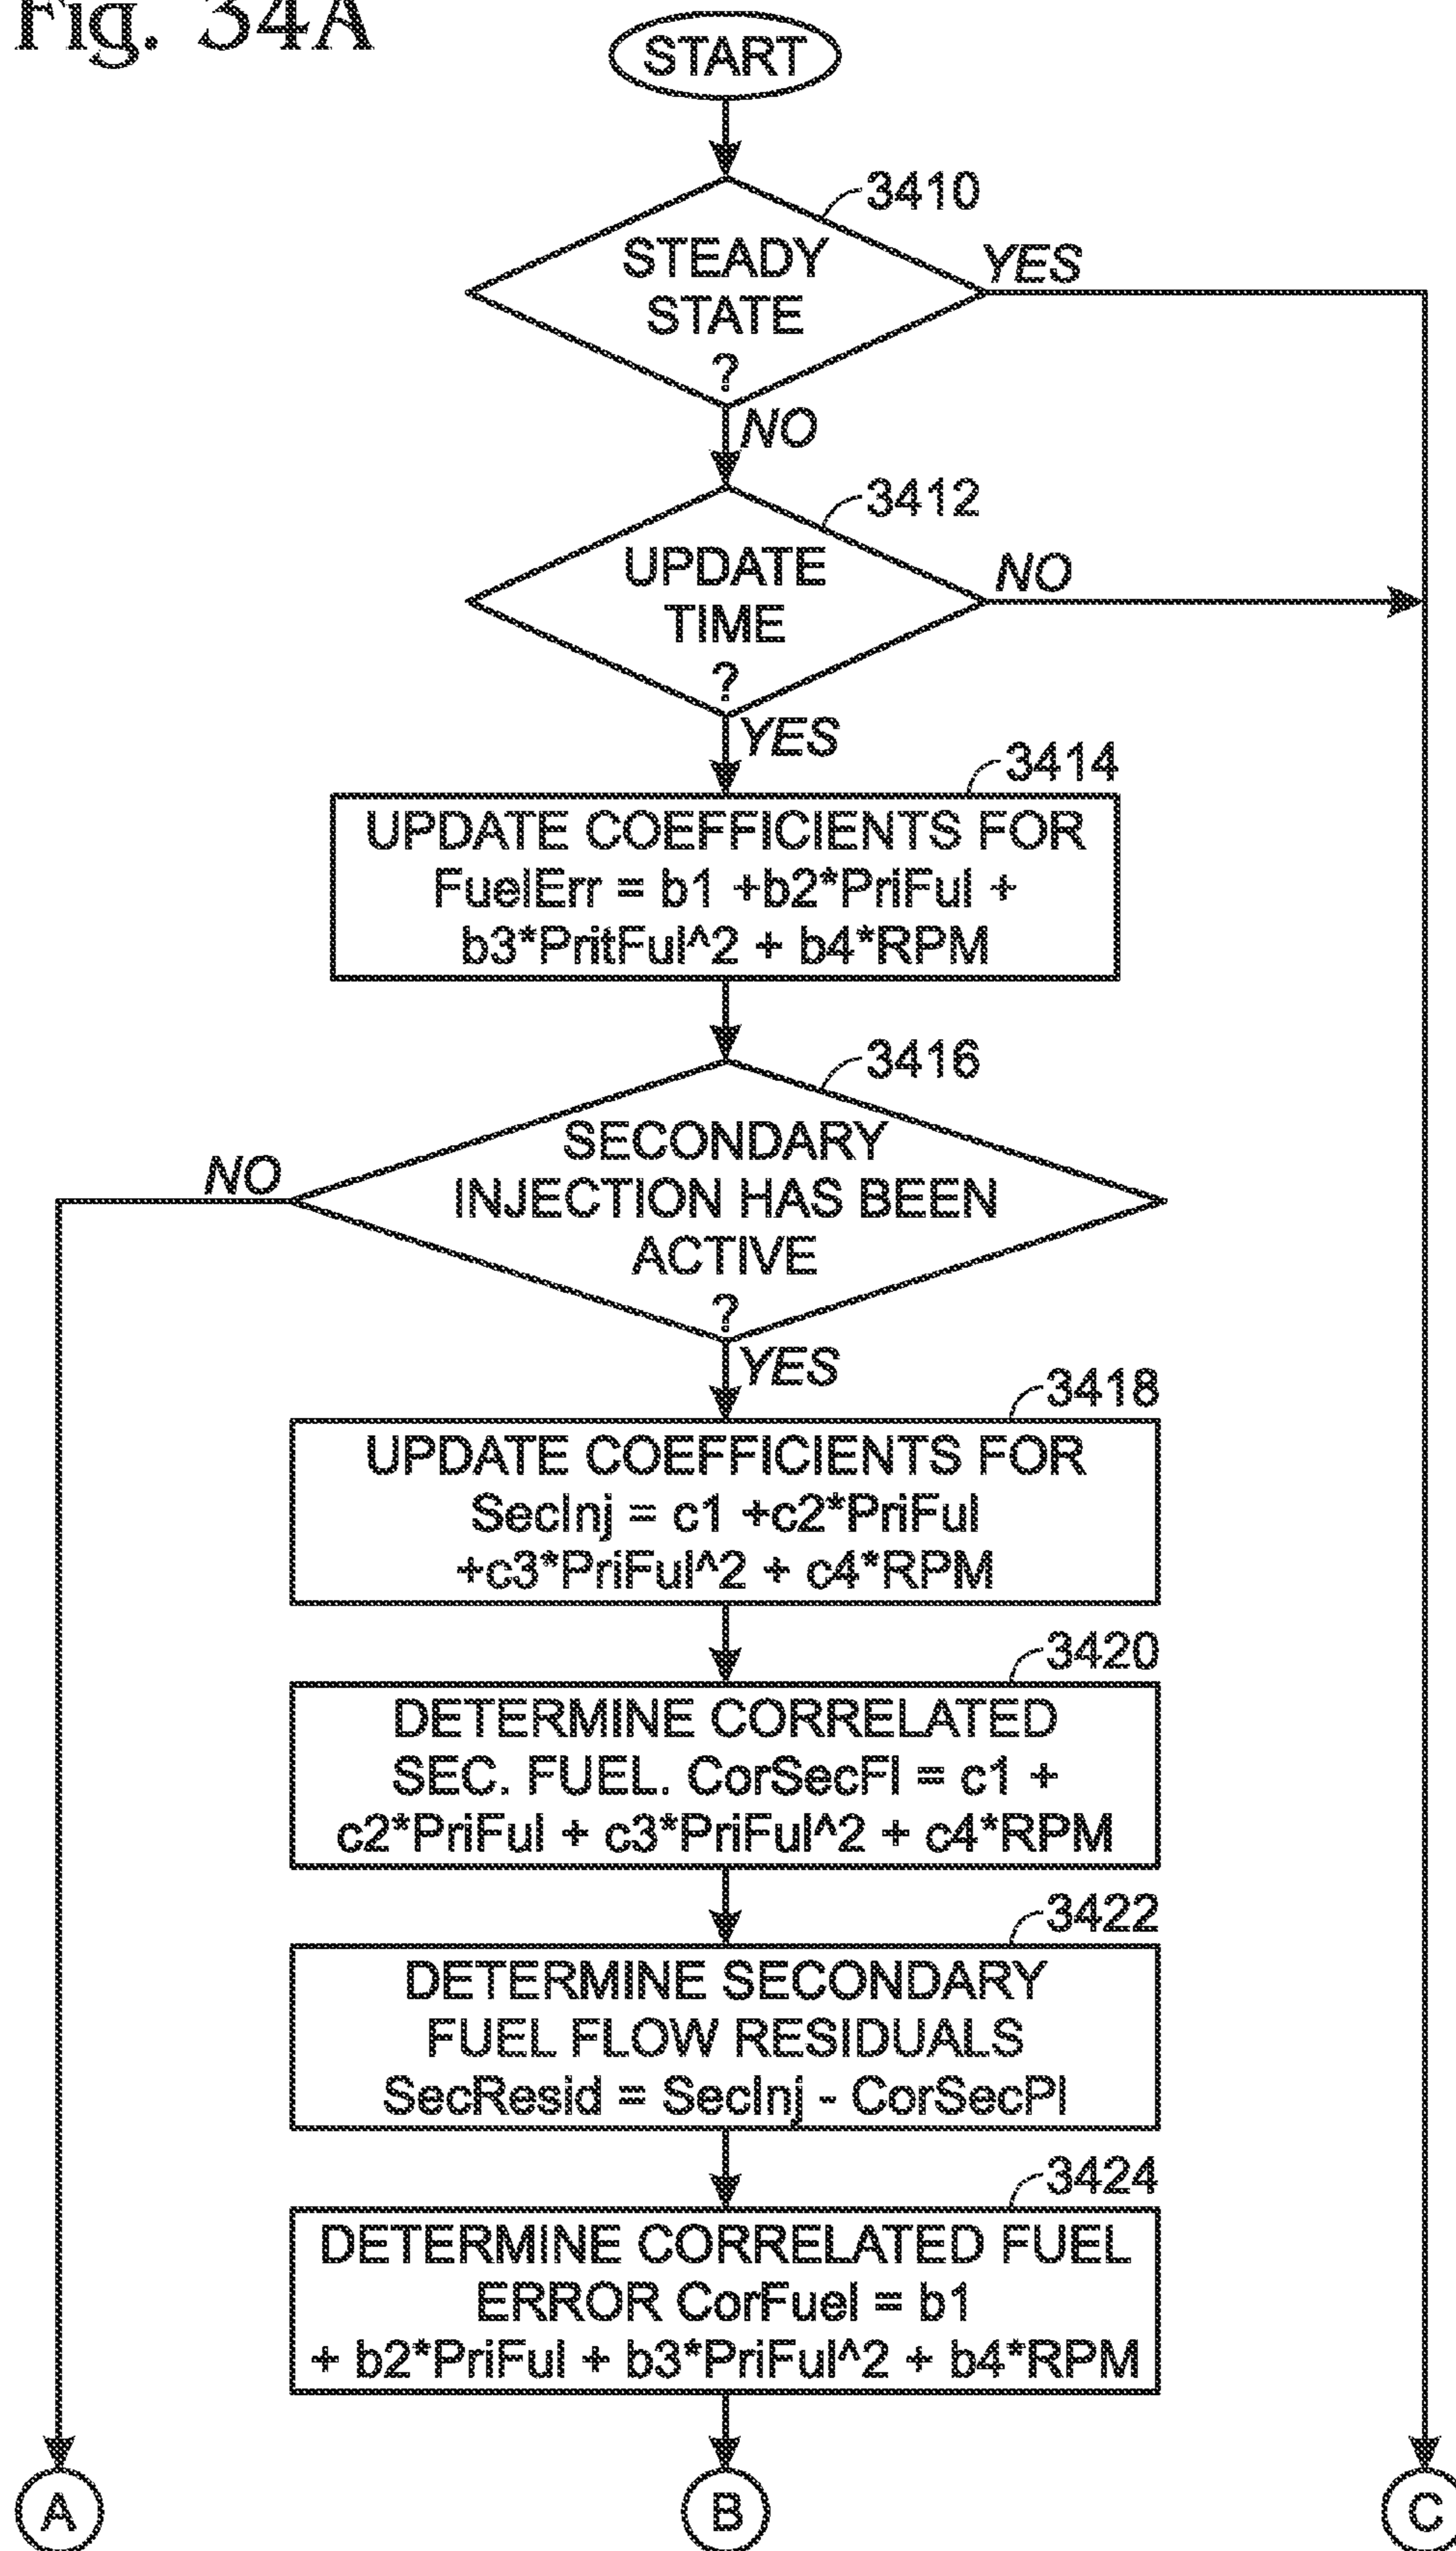 Fig. 34A
START
3410
STEADY
STATE
?
YES
NO
3412
UPDATE
TIME
?
NO
YES
3414
UPDATE COEFFICIENTS FOR
FuelErr = b1 +b2*PriFul +
b3*PritFul^2 + b4*RPM
3416
SECONDARY
INJECTION HAS BEEN
ACTIVE
?
NO
YES
3418
UPDATE COEFFICIENTS FOR
SecInj = c1 +c2*PriFul
+c3*PriFul^2 + c4*RPM
3420
DETERMINE CORRELATED
SEC. FUEL. CorSecFl = c1 +
c2*PriFul + c3*PriFul^2 + c4*RPM
3422
DETERMINE SECONDARY
FUEL FLOW RESIDUALS
SecResid = SecInj - CorSecPl
3424
DETERMINE CORRELATED FUEL
ERROR CorFuel = b1
+ b2*PriFul + b3*PriFul^2 + b4*RPM
A
B
C